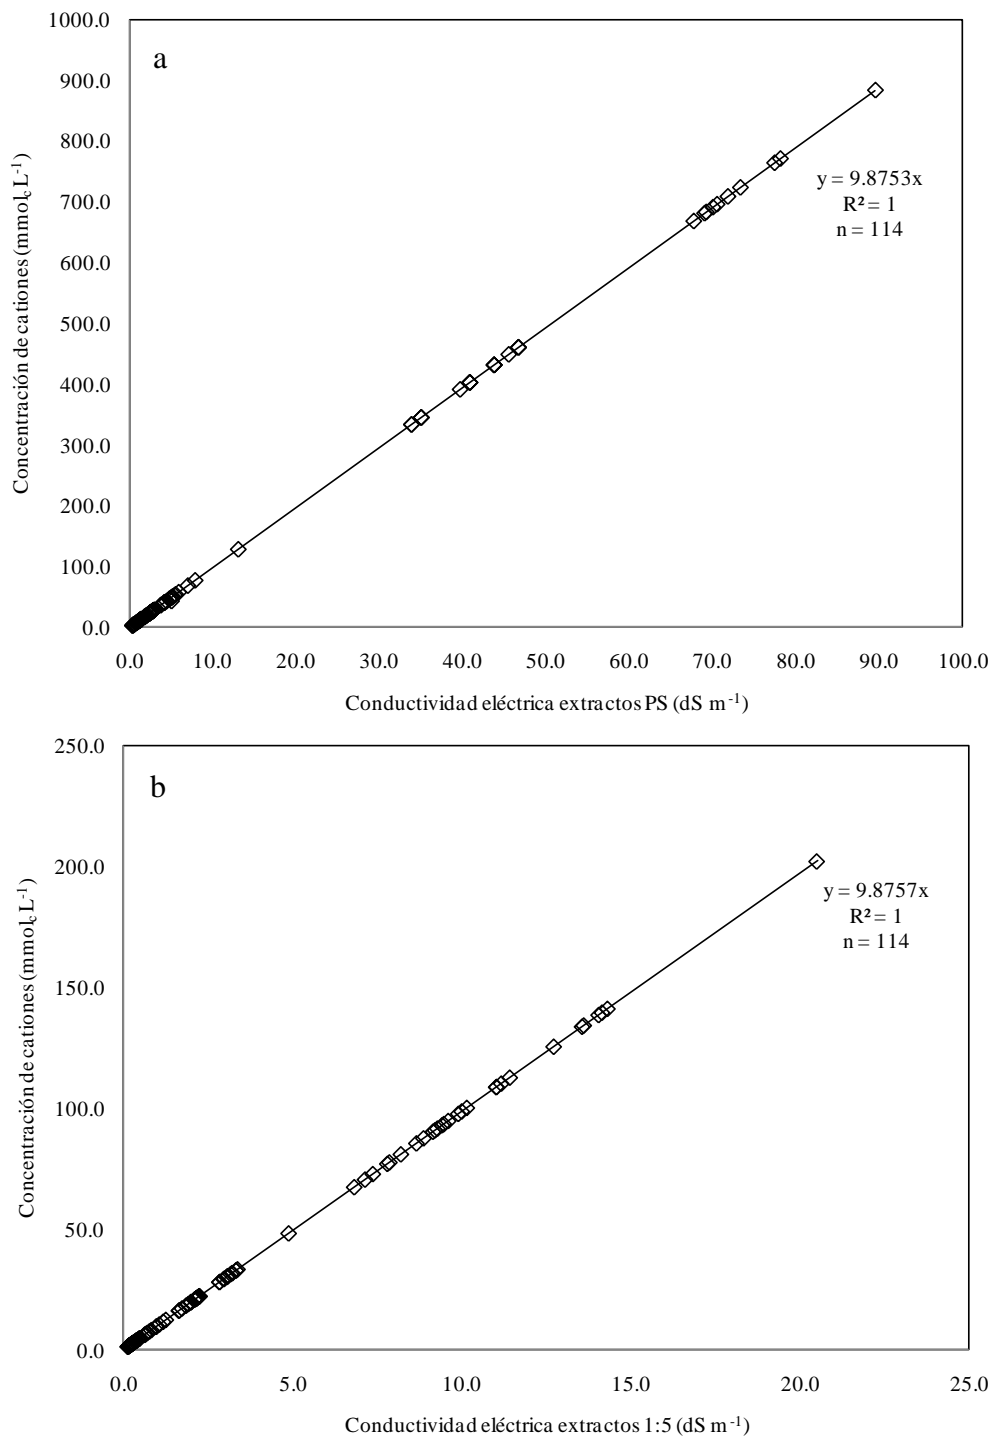 1000.0
900.0
800.0
700.0
600.0
500.0
400.0
300.0
200.0
100.0
0.0
Concentración de cationes (mmolcL-1)
a
y = 9.8753x
R² = 1
n = 114
0.0 10.0 20.0 30.0 40.0 50.0 60.0 70.0 80.0 90.0 100.0
Conductividad eléctrica extractos PS (dS m-1)
250.0
200.0
150.0
100.0
50.0
0.0
Concentración de cationes (mmolcL-1)
b
y = 9.8757x
R² = 1
n = 114
0.0 5.0 10.0 15.0 20.0 25.0
Conductividad eléctrica extractos 1:5 (dS m-1)